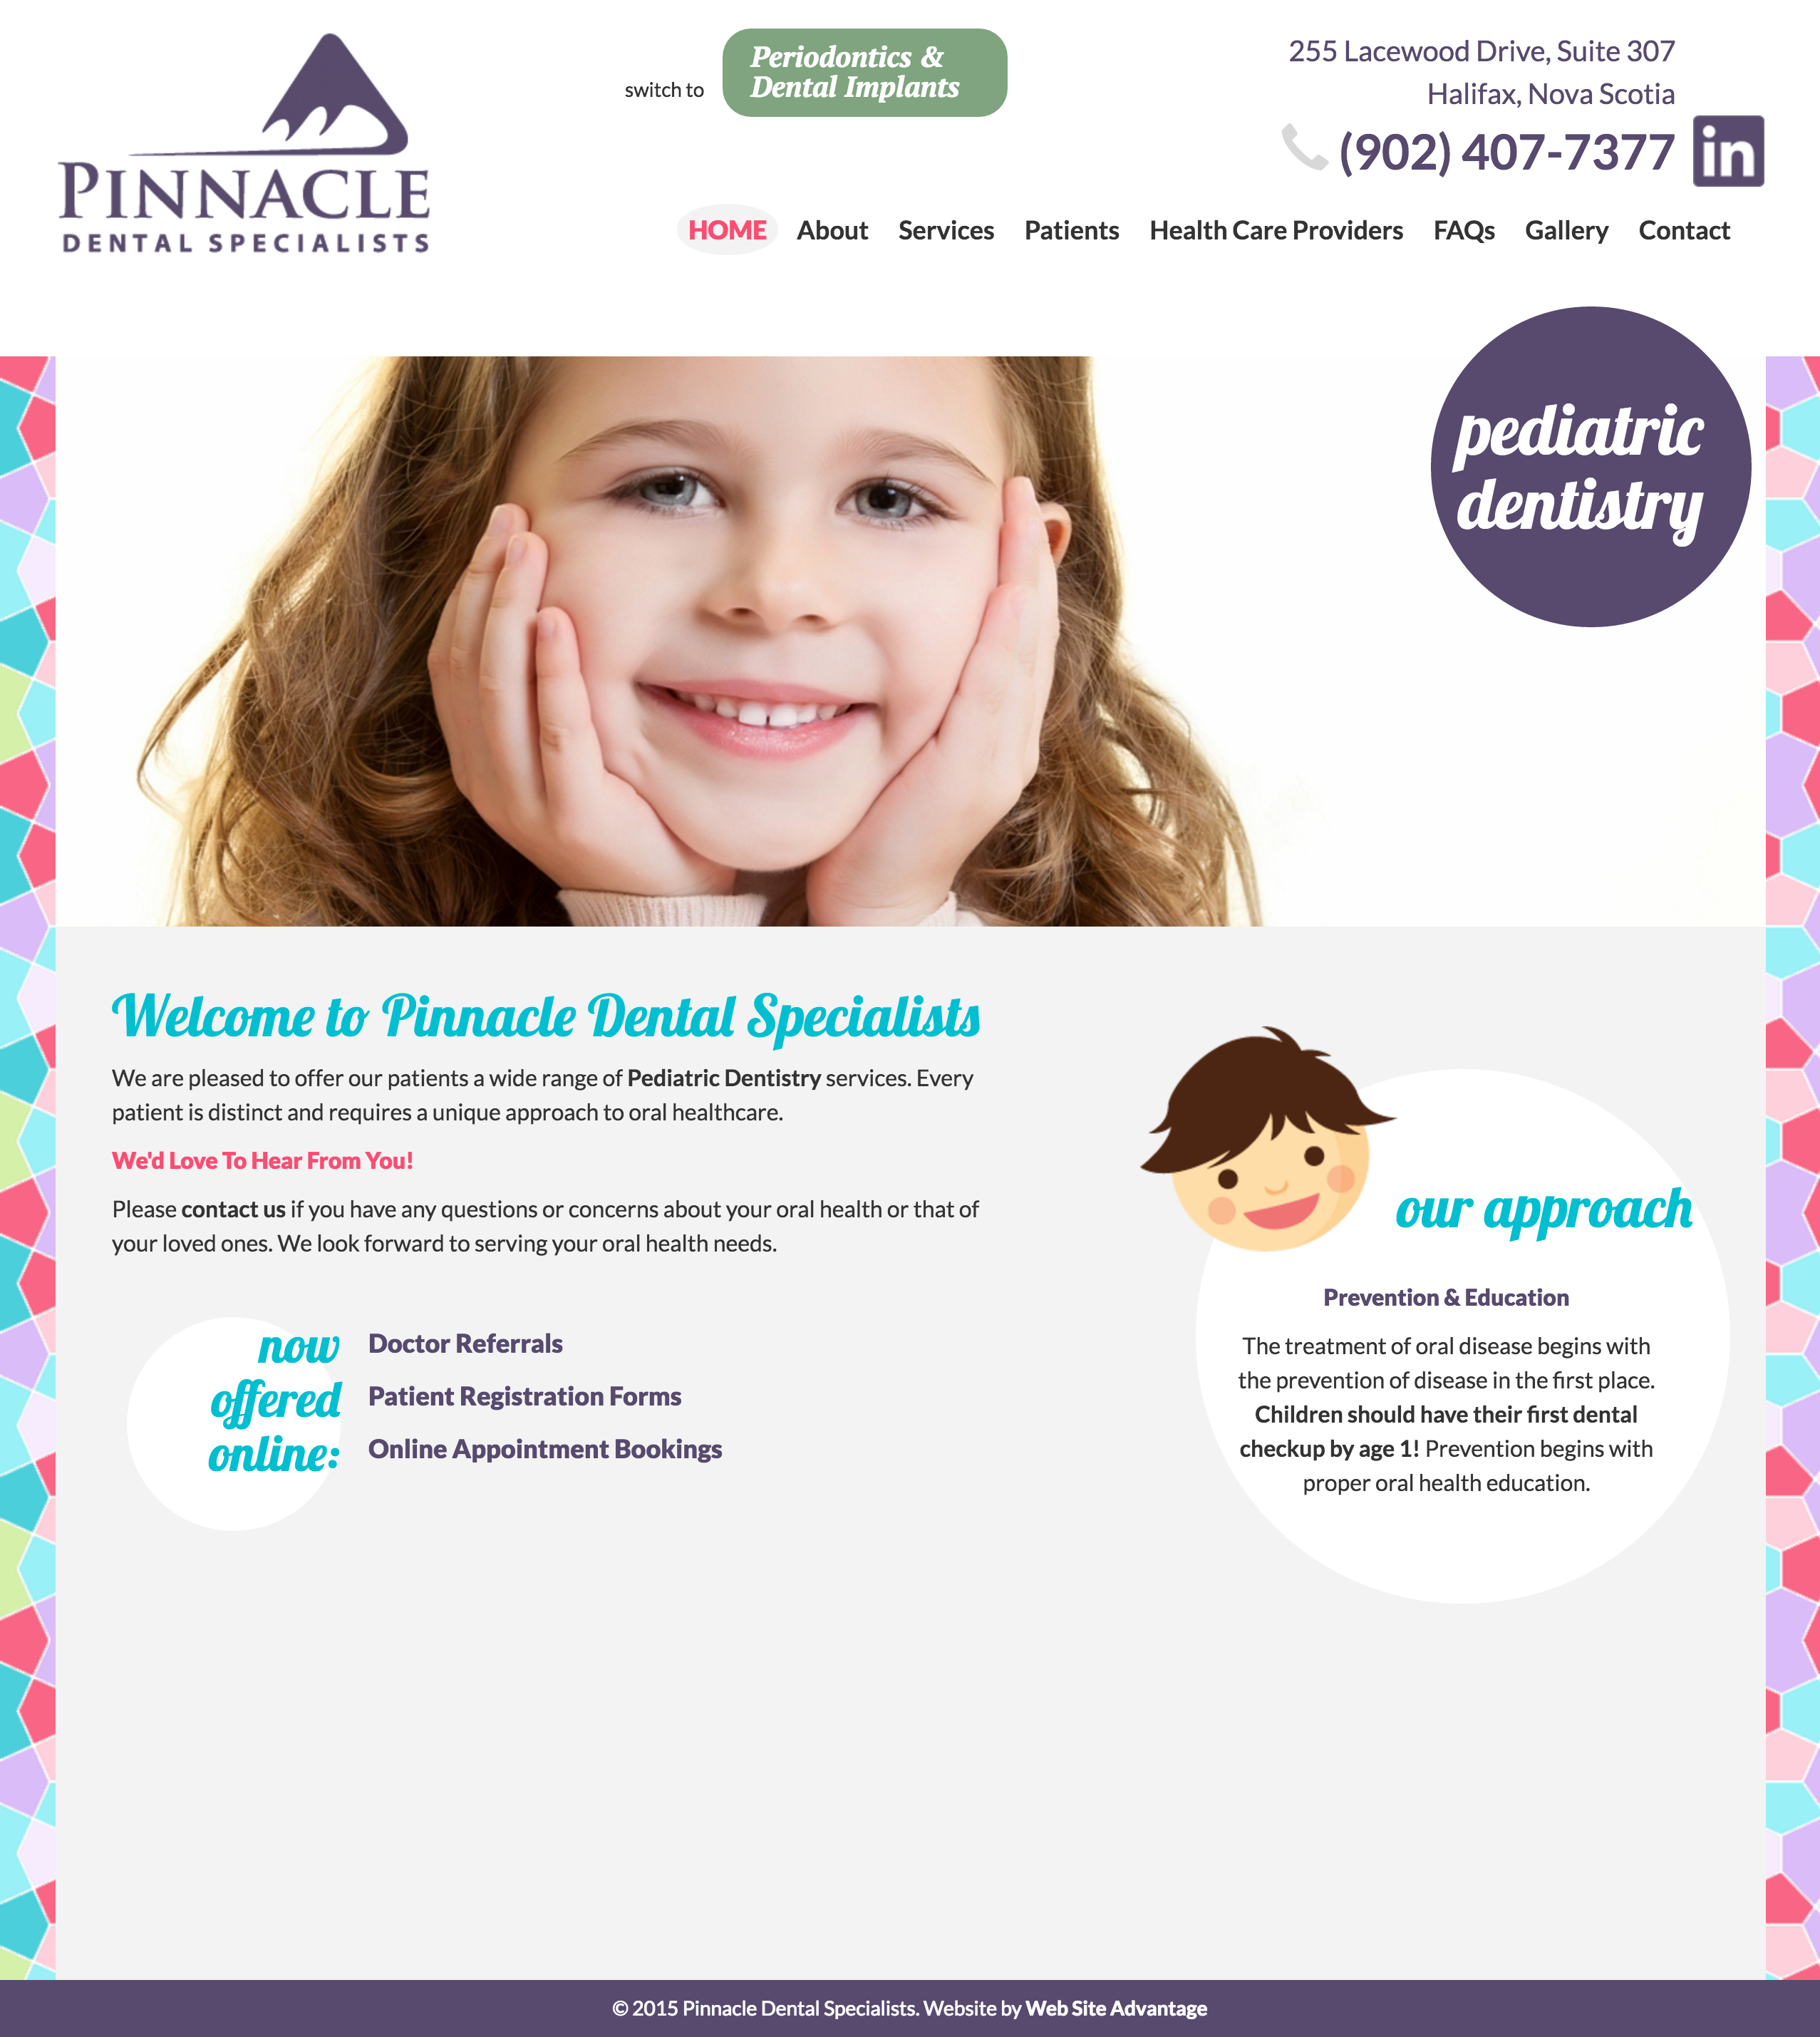 PINNACLE
DENTAL SPECIALISTS
switch to
Periodontics &
Dental Implants
255 Lacewood Drive, Suite 307
Halifax, Nova Scotia
(902) 407-7377
in
HOME About Services Patients Health Care Providers FAQs Gallery Contact
pediatric
dentistry
Welcome to Pinnacle Dental Specialists
We are pleased to offer our patients a wide range of Pediatric Dentistry services. Every
patient is distinct and requires a unique approach to oral healthcare.
We'd Love To Hear From You!
Please contact us if you have any questions or concerns about your oral health or that of
your loved ones. We look forward to serving your oral health needs.
now
offered
online:
Doctor Referrals
Patient Registration Forms
Online Appointment Bookings
our approach
Prevention & Education
The treatment of oral disease begins with
the prevention of disease in the first place.
Children should have their first dental
checkup by age 1! Prevention begins with
proper oral health education.
© 2015 Pinnacle Dental Specialists. Website by Web Site Advantage